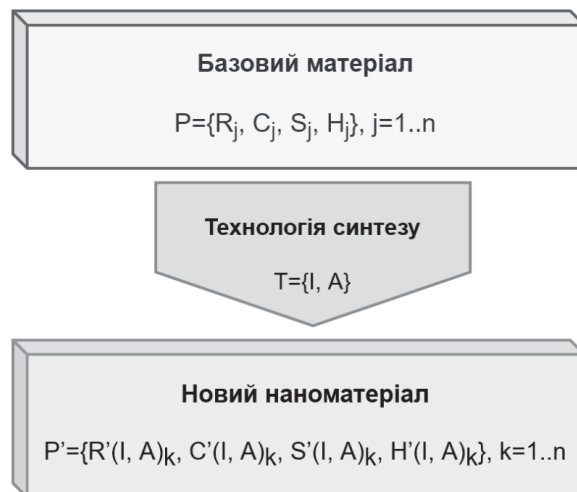 Базовий матеріал
P={Rj, Cj, Sj, Hj}, j=1..n
Технологія синтезу
T={I, A}
Новий наноматеріал
P’={R’(I, A)k, C’(I, A)k, S’(I, A)k, H’(I, A)k}, k=1..n